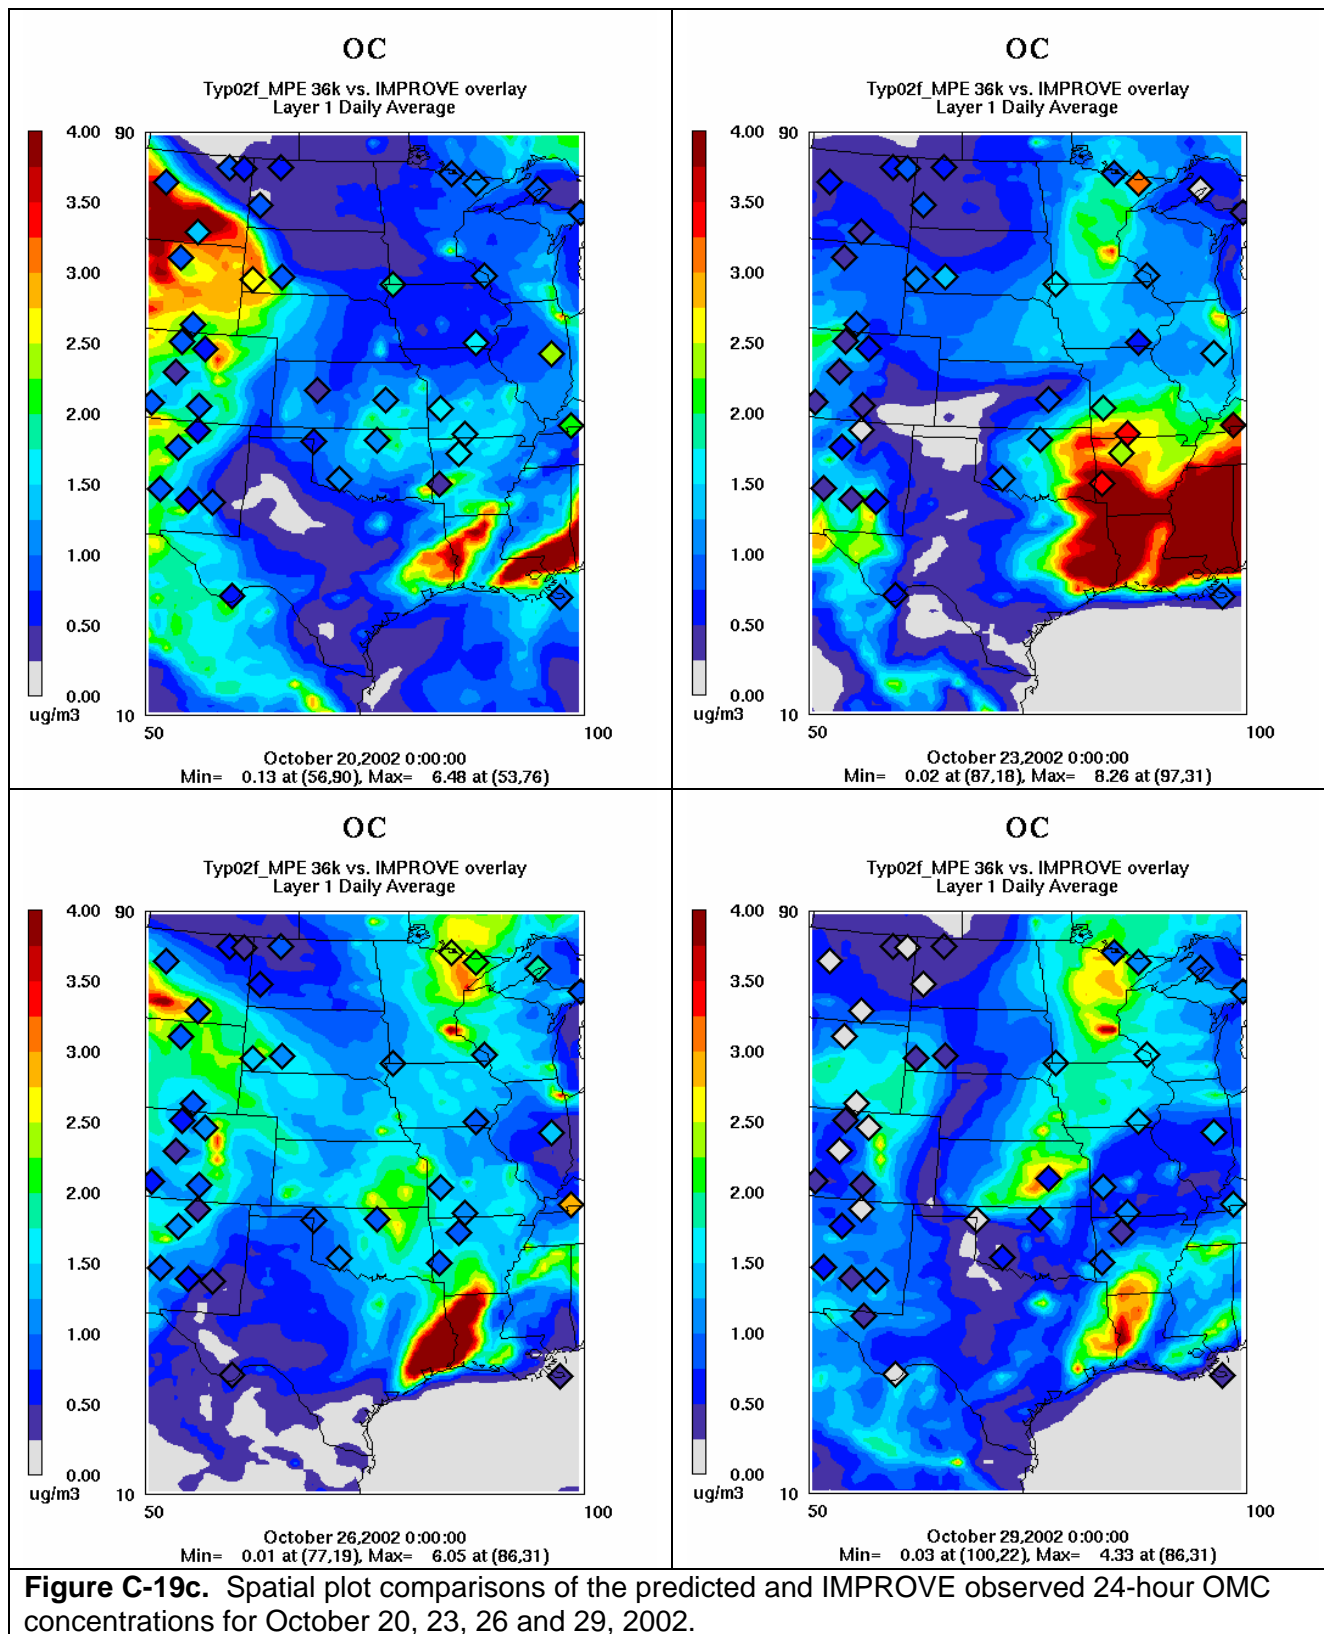 OC
Typ02f_MPE 36k vs. IMPROVE overlay
Layer 1 Daily Average
4.00
3.50
3.00
2.50
2.00
1.50
1.00
0.50
0.00
ug/m3
90
10
50
100
October 20,2002 0:00:00
Min= 0.13 at (56,90), Max= 6.48 at (53,76)
OC
Typ02f_MPE 36k vs. IMPROVE overlay
Layer 1 Daily Average
4.00
3.50
3.00
2.50
2.00
1.50
1.00
0.50
0.00
ug/m3
90
10
50
100
October 23,2002 0:00:00
Min= 0.02 at (87,18), Max= 8.26 at (97,31)
OC
Typ02f_MPE 36k vs. IMPROVE overlay
Layer 1 Daily Average
4.00
3.50
3.00
2.50
2.00
1.50
1.00
0.50
0.00
ug/m3
90
10
50
100
October 26,2002 0:00:00
Min= 0.01 at (77,19), Max= 6.05 at (86,31)
OC
Typ02f_MPE 36k vs. IMPROVE overlay
Layer 1 Daily Average
4.00
3.50
3.00
2.50
2.00
1.50
1.00
0.50
0.00
ug/m3
90
10
50
100
October 29,2002 0:00:00
Min= 0.03 at (100,22), Max= 4.33 at (86,31)
Figure C-19c. Spatial plot comparisons of the predicted and IMPROVE observed 24-hour OMC
concentrations for October 20, 23, 26 and 29, 2002.